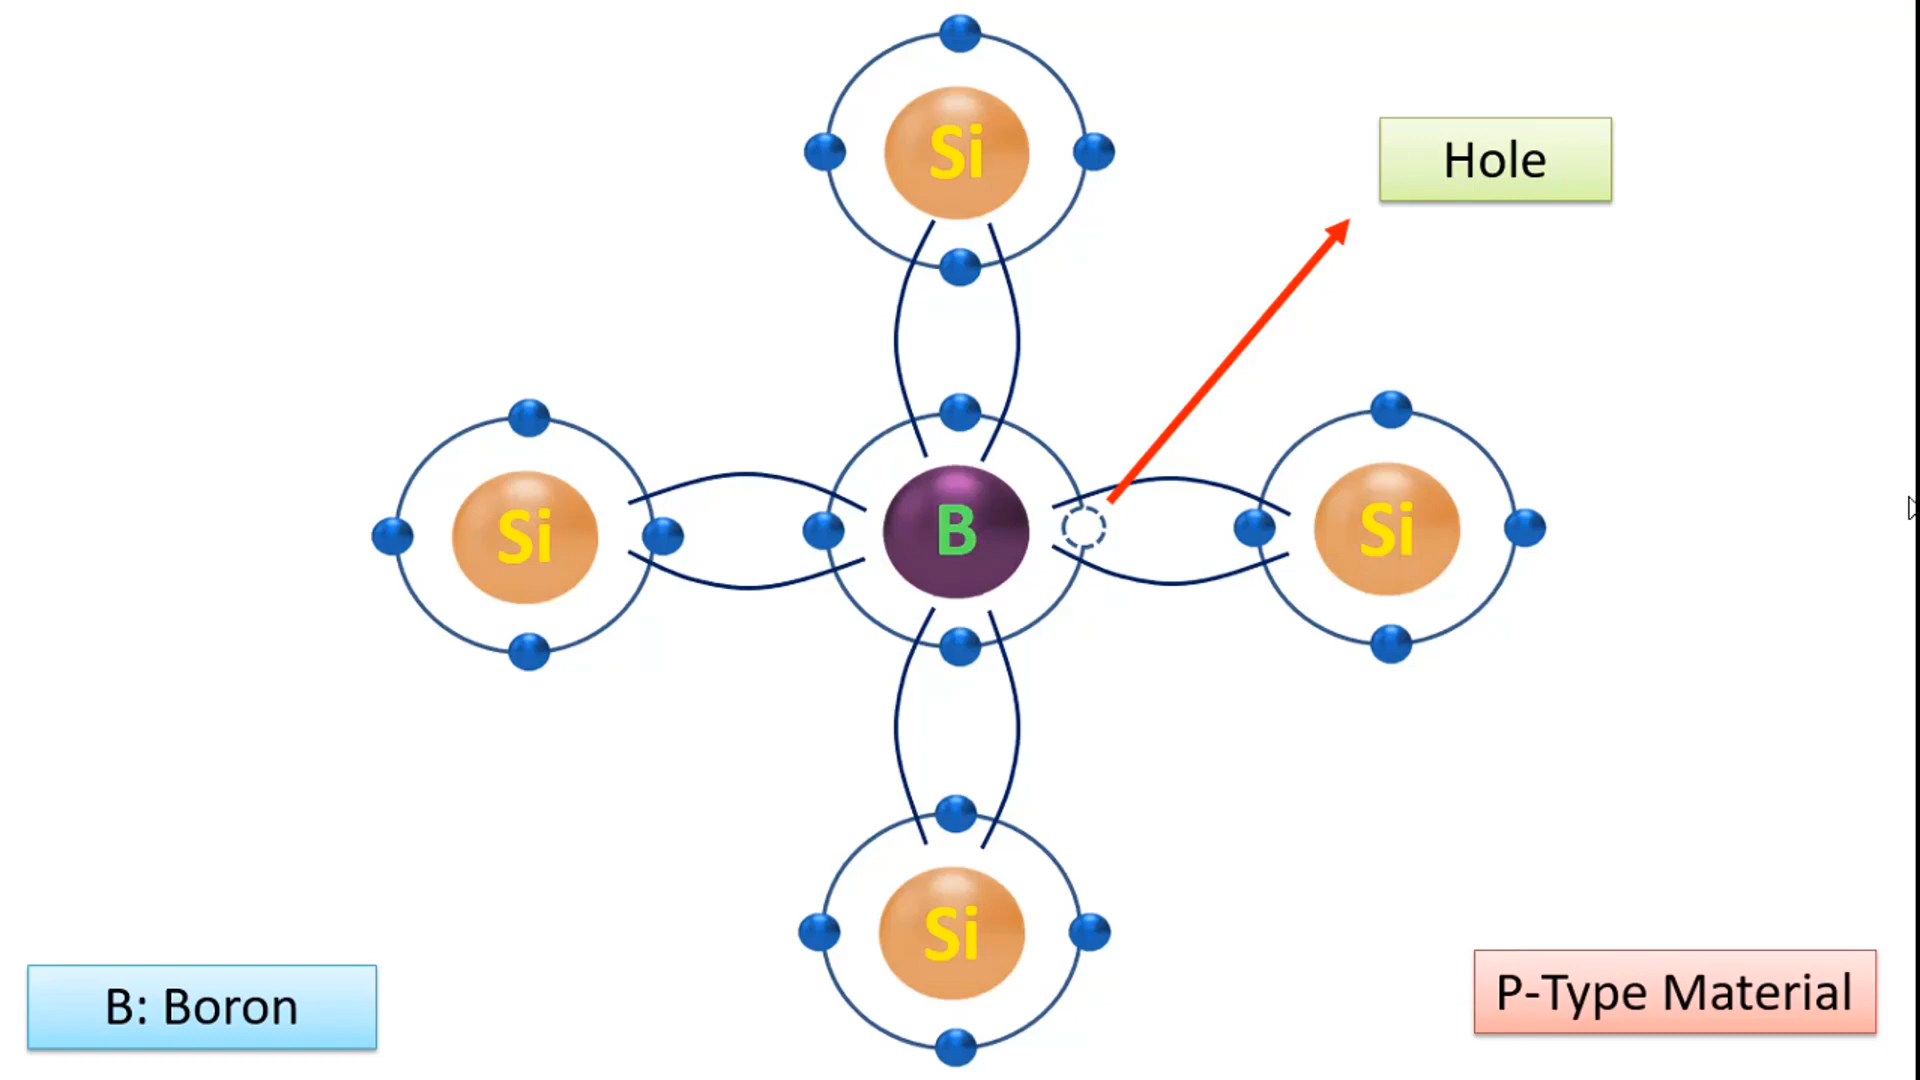 Si
Hole
Si
B
Si
Si
B: Boron
P-Type Material